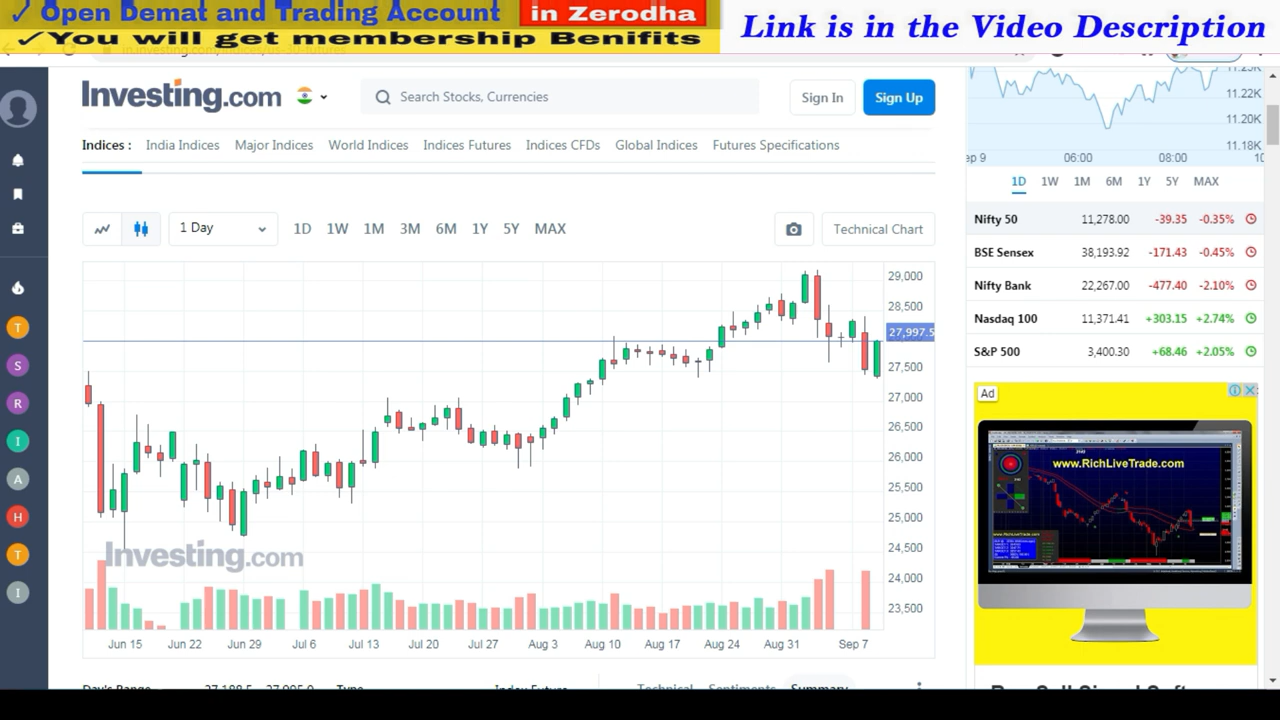 ✓ Open Demat and Trading Account in Zerodha
✓You will get membership Benifits
Link is in the Video Description
Investing.com
Search Stocks, Currencies
Sign In
Sign Up
Indices : India Indices Major Indices World Indices Indices Futures Indices CFDs Global Indices Futures Specifications
1 Day 1D 1W 1M 3M 6M 1Y 5Y MAX
Technical Chart
29,000
28,500
27,997.5
27,500
27,000
26,500
26,000
25,500
25,000
24,500
24,000
23,500
Investing.com
Jun 15 Jun 22 Jun 29 Jul 6 Jul 13 Jul 20 Jul 27 Aug 3 Aug 10 Aug 17 Aug 24 Aug 31 Sep 7
T
S
R
I
A
H
T
I
11.22K
11.20K
11.18K
06:00 08:00
1D 1W 1M 6M 1Y 5Y MAX
Nifty 50 11,278.00 -39.35 -0.35%
BSE Sensex 38,193.92 -171.43 -0.45%
Nifty Bank 22,267.00 -477.40 -2.10%
Nasdaq 100 11,371.41 +303.15 +2.74%
S&P 500 3,400.30 +68.46 +2.05%
Ad
www.RichLiveTrade.com